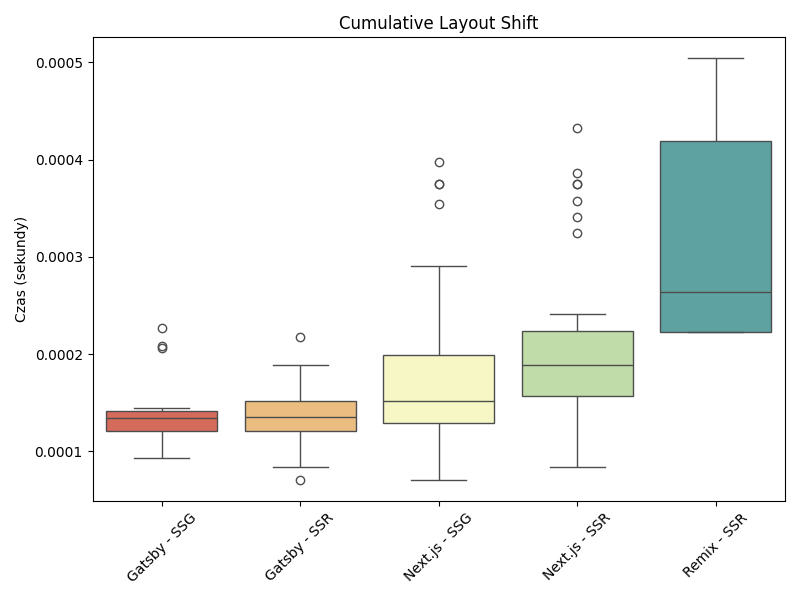 Cumulative Layout Shift
Czas (sekundy)
0.0005
0.0004
0.0003
0.0002
0.0001
Gatsby - SSG
Gatsby - SSR
Next.js - SSG
Next.js - SSR
Remix - SSR